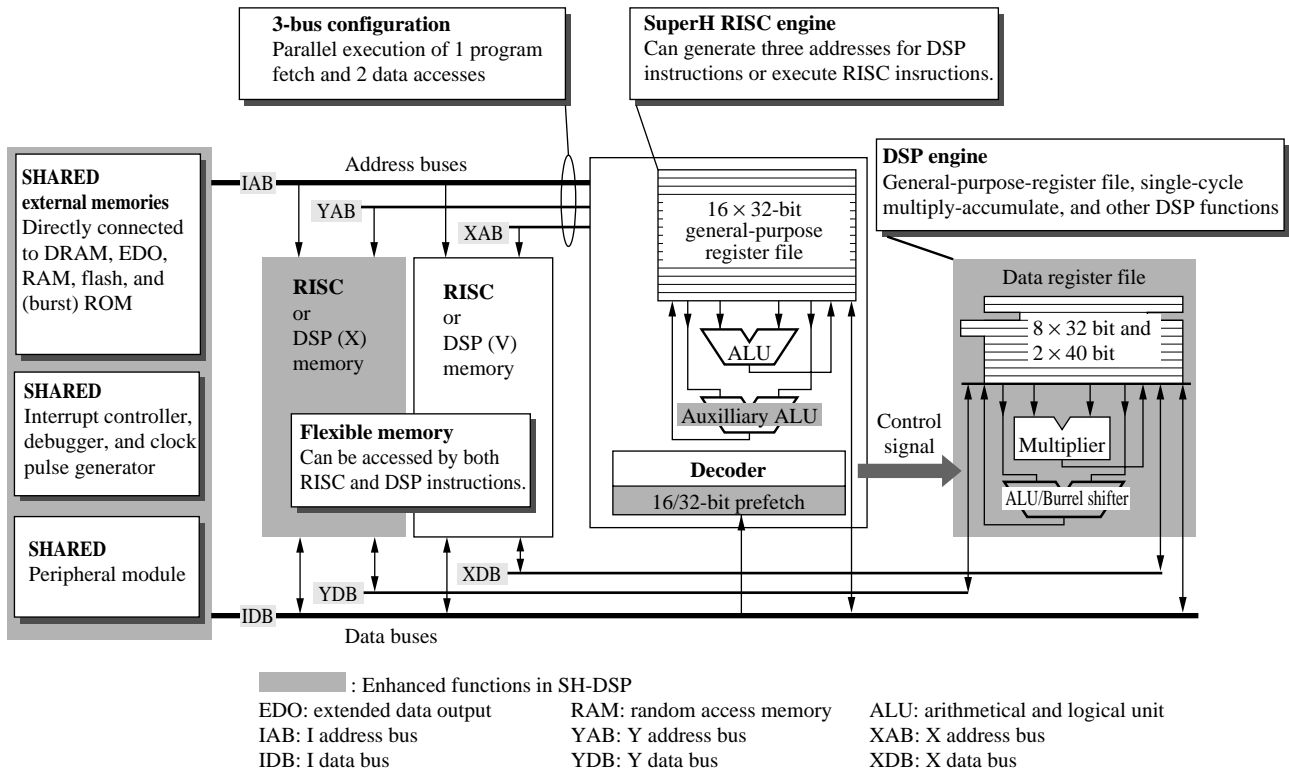 3-bus configuration
Parallel execution of 1 program
fetch and 2 data accesses
SuperH RISC engine
Can generate three addresses for DSP
instructions or execute RISC insructions.
DSP engine
General-purpose-register file, single-cycle
multiply-accumulate, and other DSP functions
SHARED
external memories
Directly connected
to DRAM, EDO,
RAM, flash, and
(burst) ROM
SHARED
Interrupt controller,
debugger, and clock
pulse generator
SHARED
Peripheral module
Address buses
IAB
YAB
XAB
RISC
or
DSP (X)
memory
RISC
or
DSP (V)
memory
Flexible memory
Can be accessed by both
RISC and DSP instructions.
16 × 32-bit
general-purpose
register file
ALU
Auxilliary ALU
Decoder
16/32-bit prefetch
Control
signal
Data register file
8 × 32 bit and
2 × 40 bit
Multiplier
ALU/Burrel shifter
XDB
YDB
IDB
Data buses
: Enhanced functions in SH-DSP
EDO: extended data output
RAM: random access memory
ALU: arithmetical and logical unit
IAB: I address bus
YAB: Y address bus
XAB: X address bus
IDB: I data bus
YDB: Y data bus
XDB: X data bus